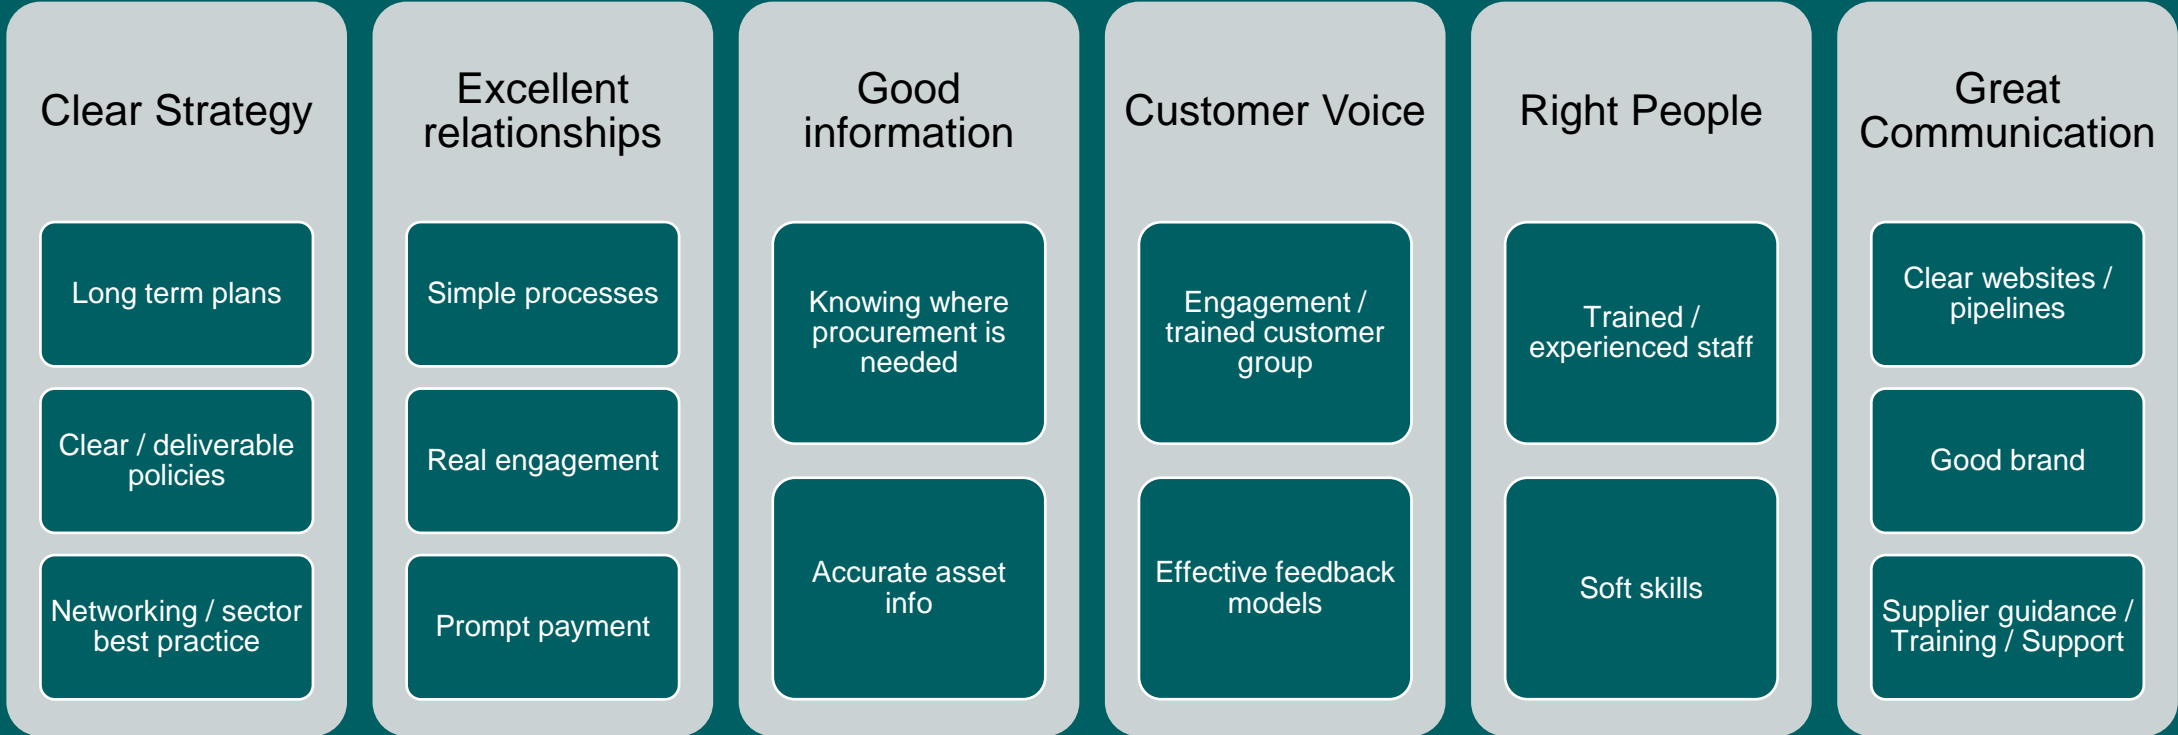 Clear Strategy
Long term plans
Clear / deliverable
policies
Networking / sector
best practice
Excellent
relationships
Simple processes
Real engagement
Prompt payment
Good
information
Knowing where
procurement is
needed
Accurate asset
info
Customer Voice
Engagement /
trained customer
group
Effective feedback
models
Right People
Trained /
experienced staff
Soft skills
Great
Communication
Clear websites /
pipelines
Good brand
Supplier guidance /
Training / Support